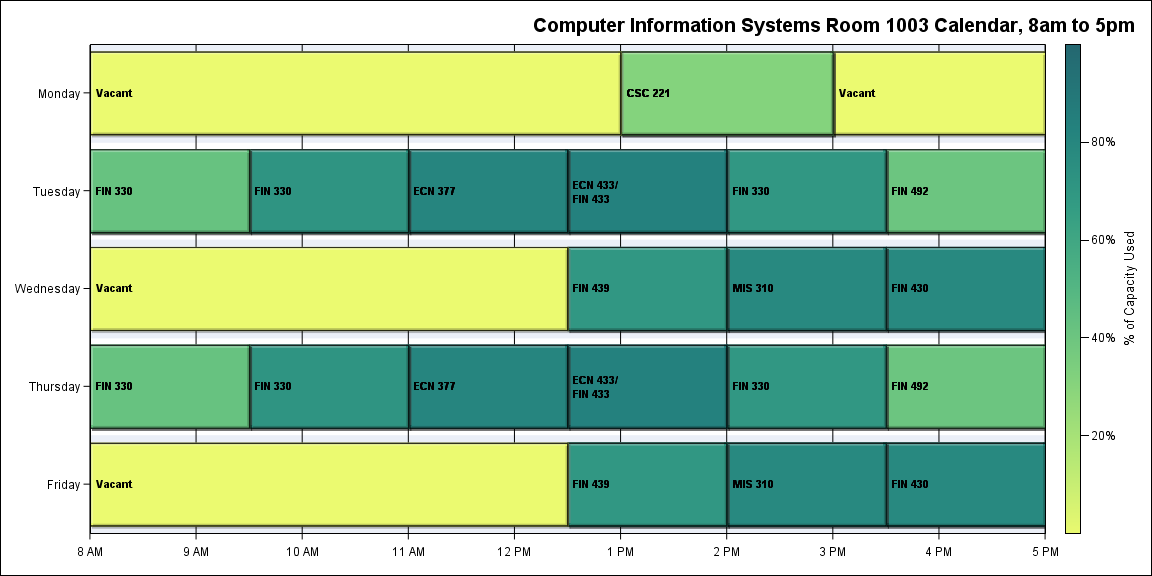 Computer Information Systems Room 1003 Calendar, 8am to 5pm
Monday
Vacant
CSC 221
Vacant
Tuesday
FIN 330
FIN 330
ECN 377
ECN 433/
FIN 433
FIN 330
FIN 492
Wednesday
Vacant
FIN 439
MIS 310
FIN 430
Thursday
FIN 330
FIN 330
ECN 377
ECN 433/
FIN 433
FIN 330
FIN 492
Friday
Vacant
FIN 439
MIS 310
FIN 430
8 AM
9 AM
10 AM
11 AM
12 PM
1 PM
2 PM
3 PM
4 PM
5 PM
80%
60%
40%
20%
% of Capacity Used